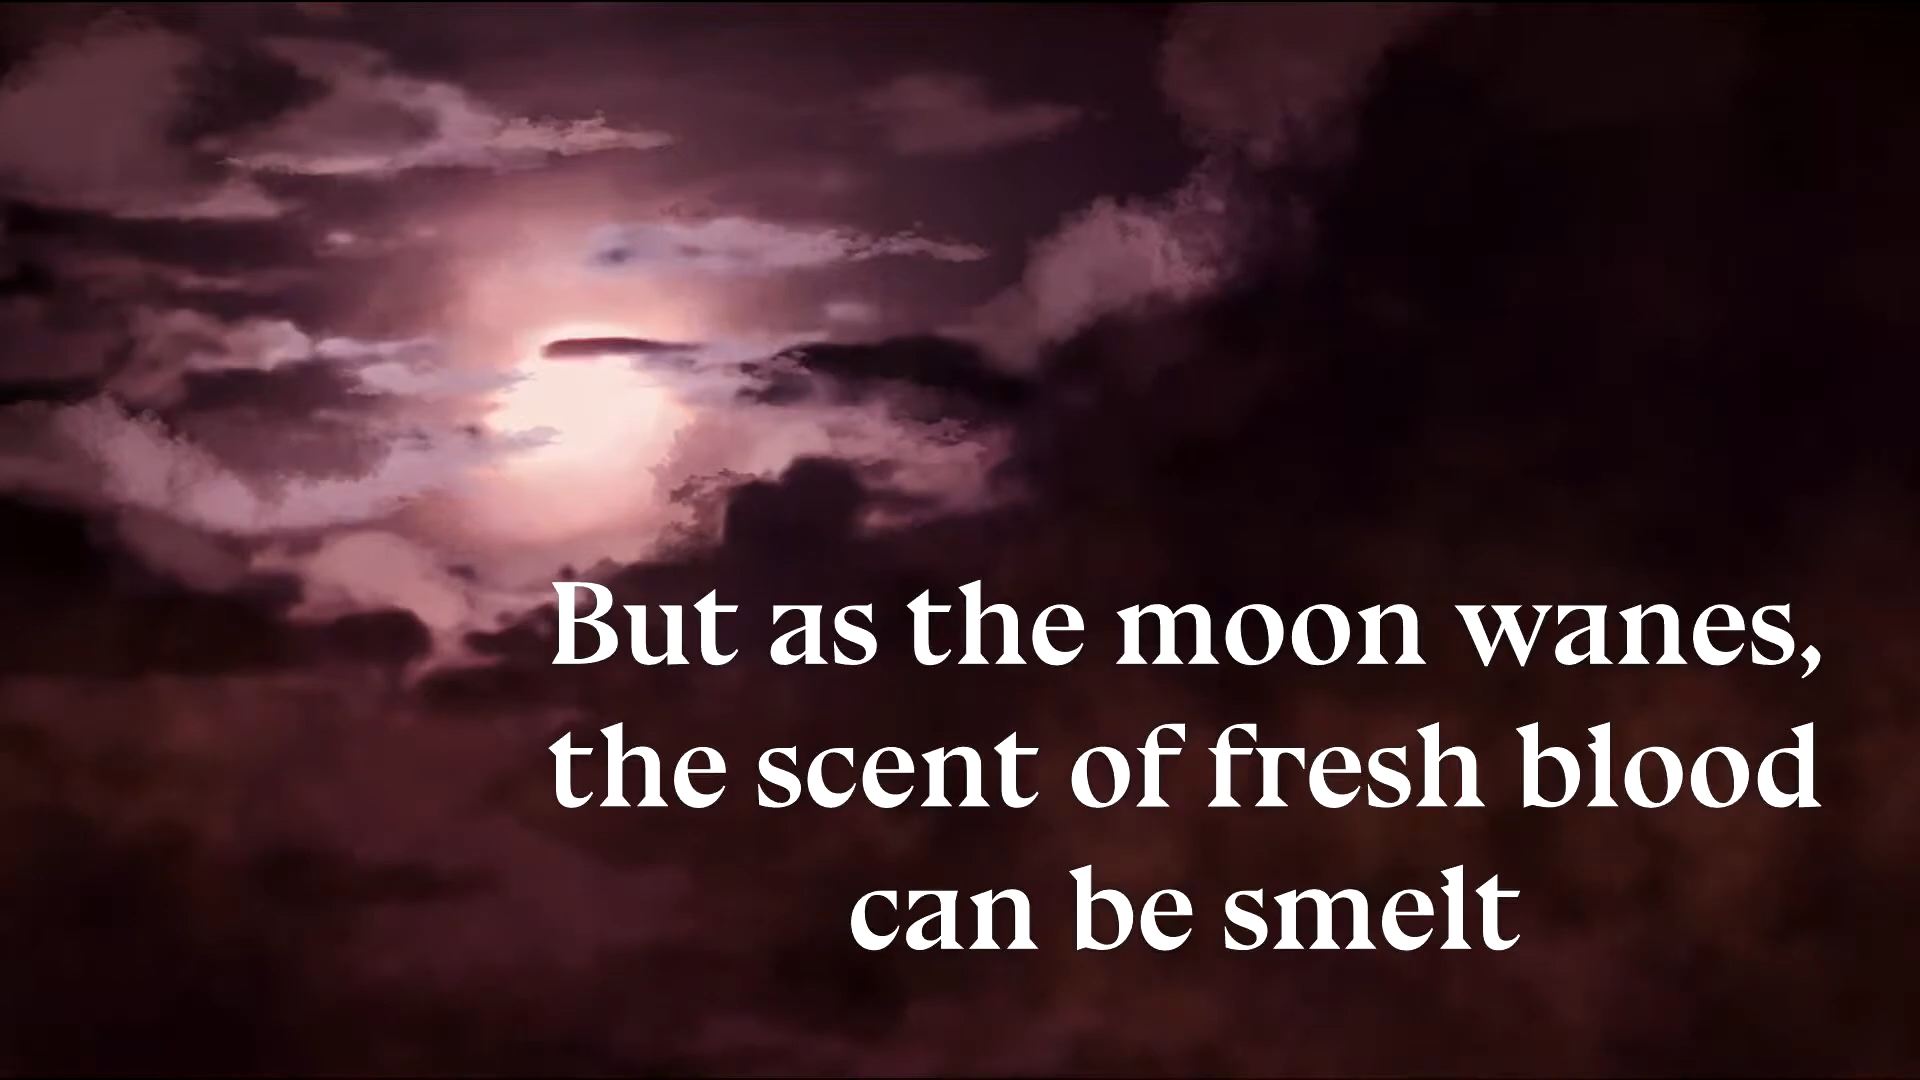 But as the moon wanes,
the scent of fresh blood
can be smelt